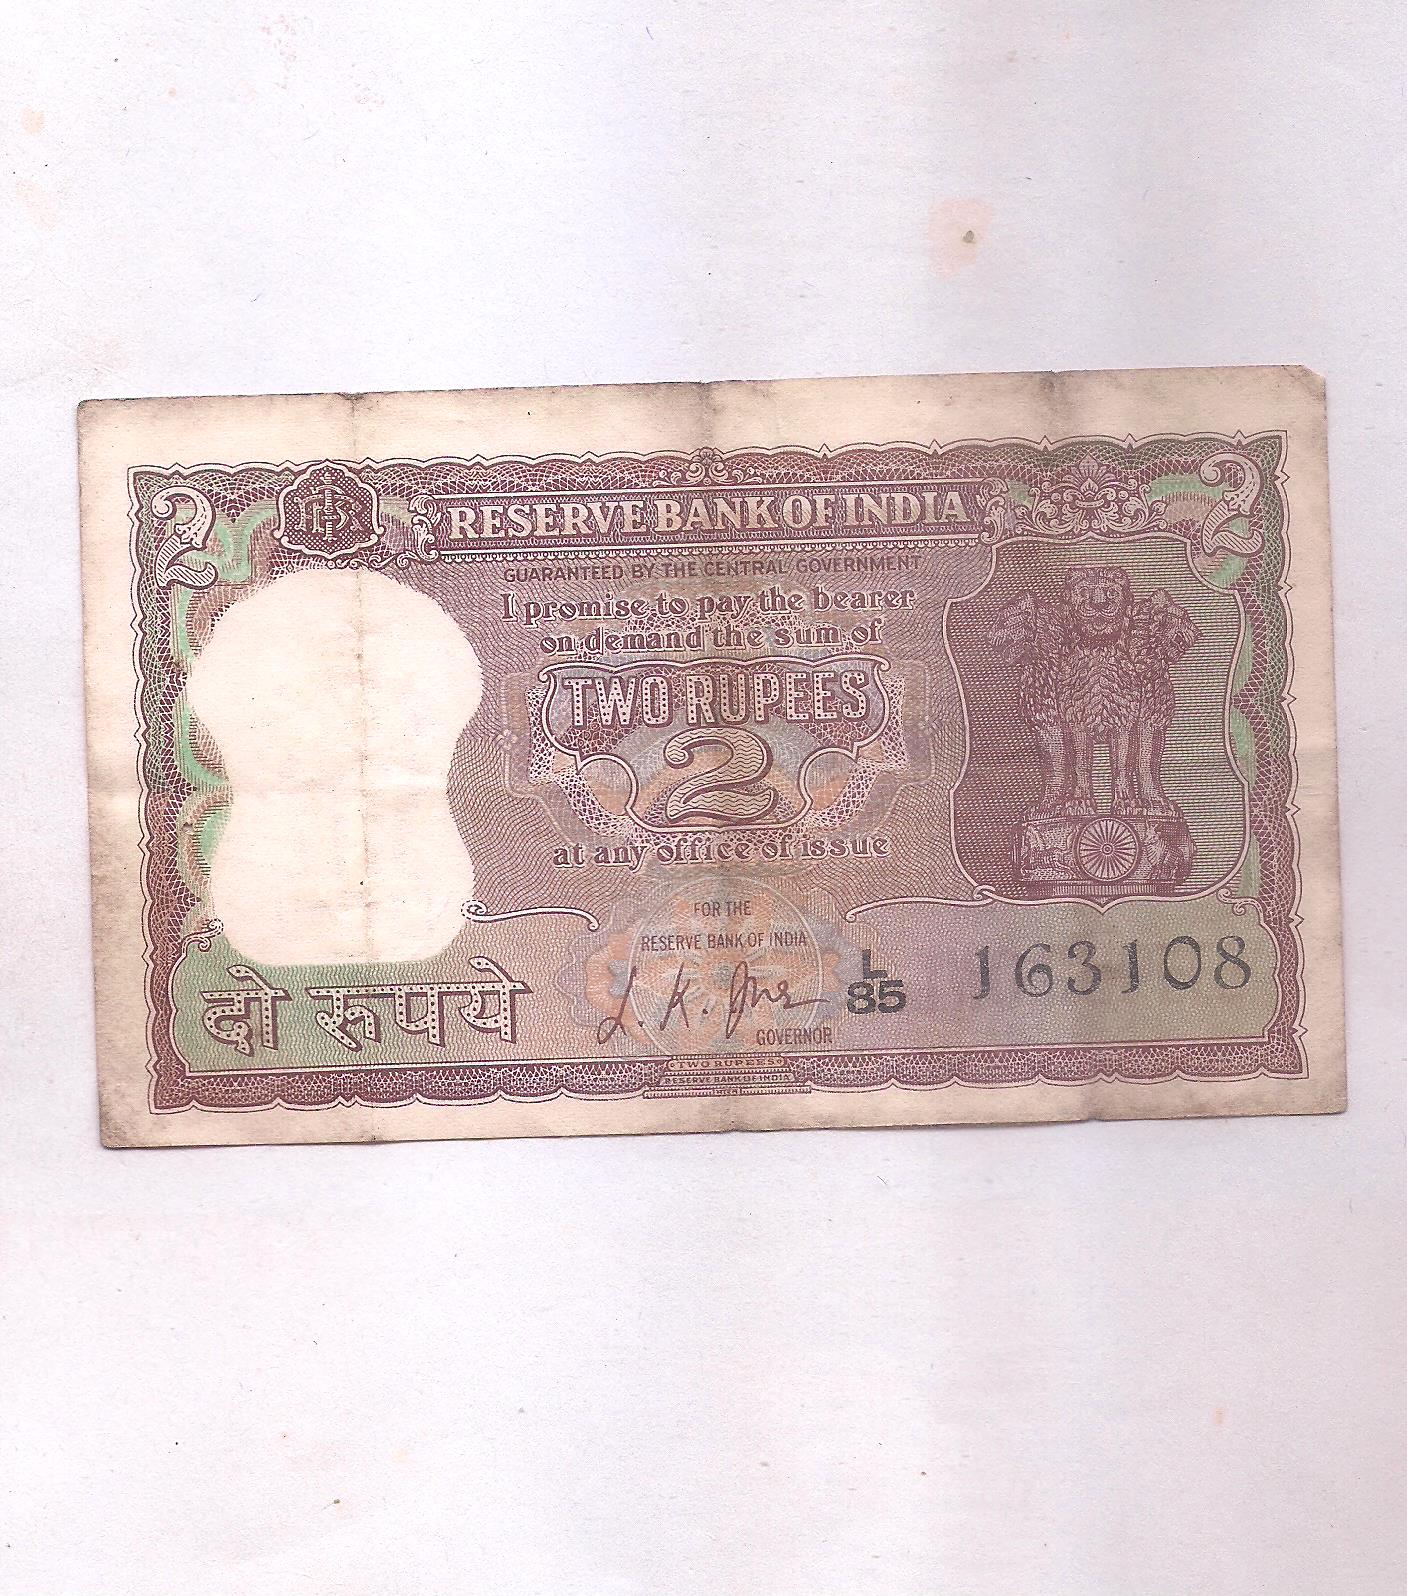 2
2
RESERVE BANK OF INDIA
GUARANTEED BY THE CENTRAL GOVERNMENT
I promise to pay the bearer
on demand the sum of
TWO RUPEES
2
at any office of issue
FOR THE
RESERVE BANK OF INDIA
L
85
163108
दो रुपये
L. K. Jha
GOVERNOR
TWO RUPEES
RESERVE BANK OF INDIA